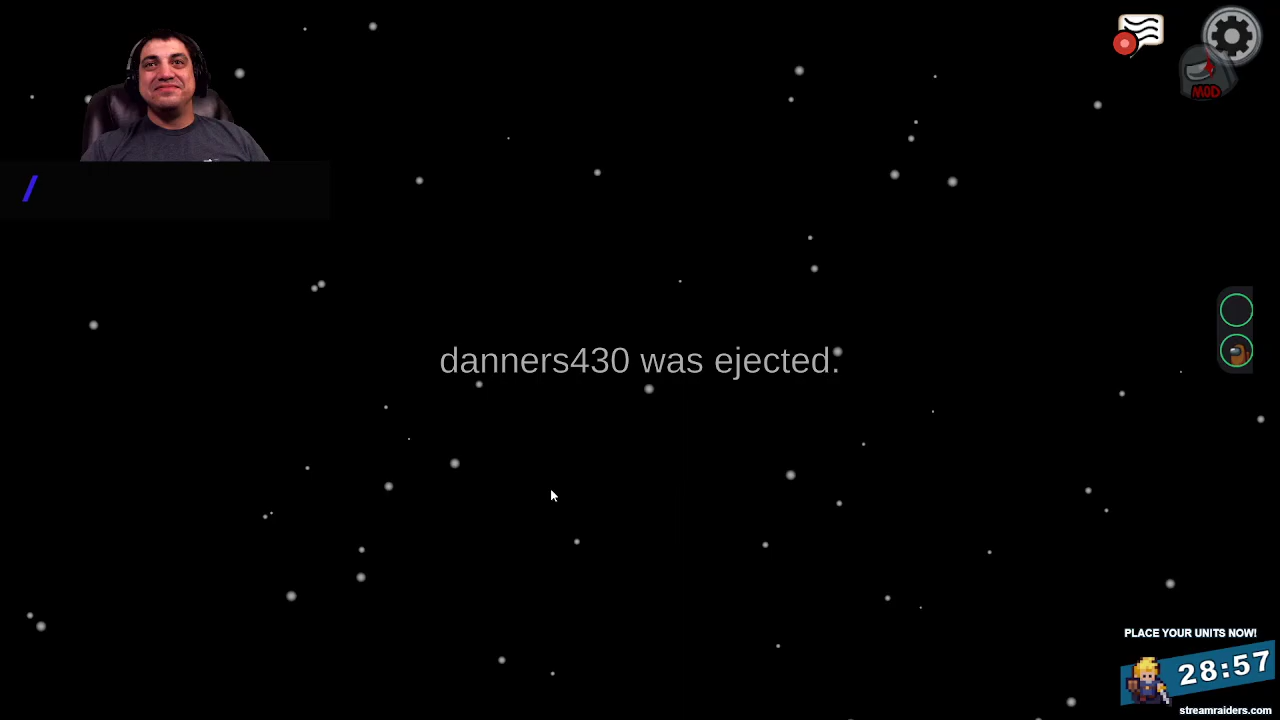 MOD
/
danners430 was ejected.
PLACE YOUR UNITS NOW!
28:57
streamraiders.com